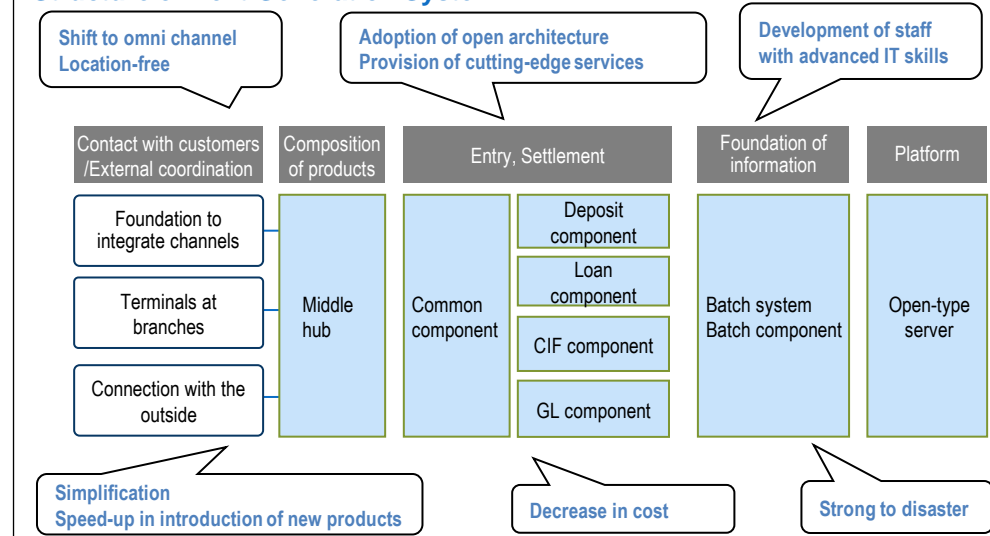 Shift to omni channel
Location-free
Adoption of open architecture
Provision of cutting-edge services
Development of staff
with advanced IT skills
Contact with customers
/External coordination
Composition
of products
Entry, Settlement
Foundation of
information
Platform
Foundation to
integrate channels
Terminals at
branches
Connection with the
outside
Middle
hub
Common
component
Deposit
component
Loan
component
CIF component
GL component
Batch system
Batch component
Open-type
server
Simplification
Speed-up in introduction of new products
Decrease in cost
Strong to disaster